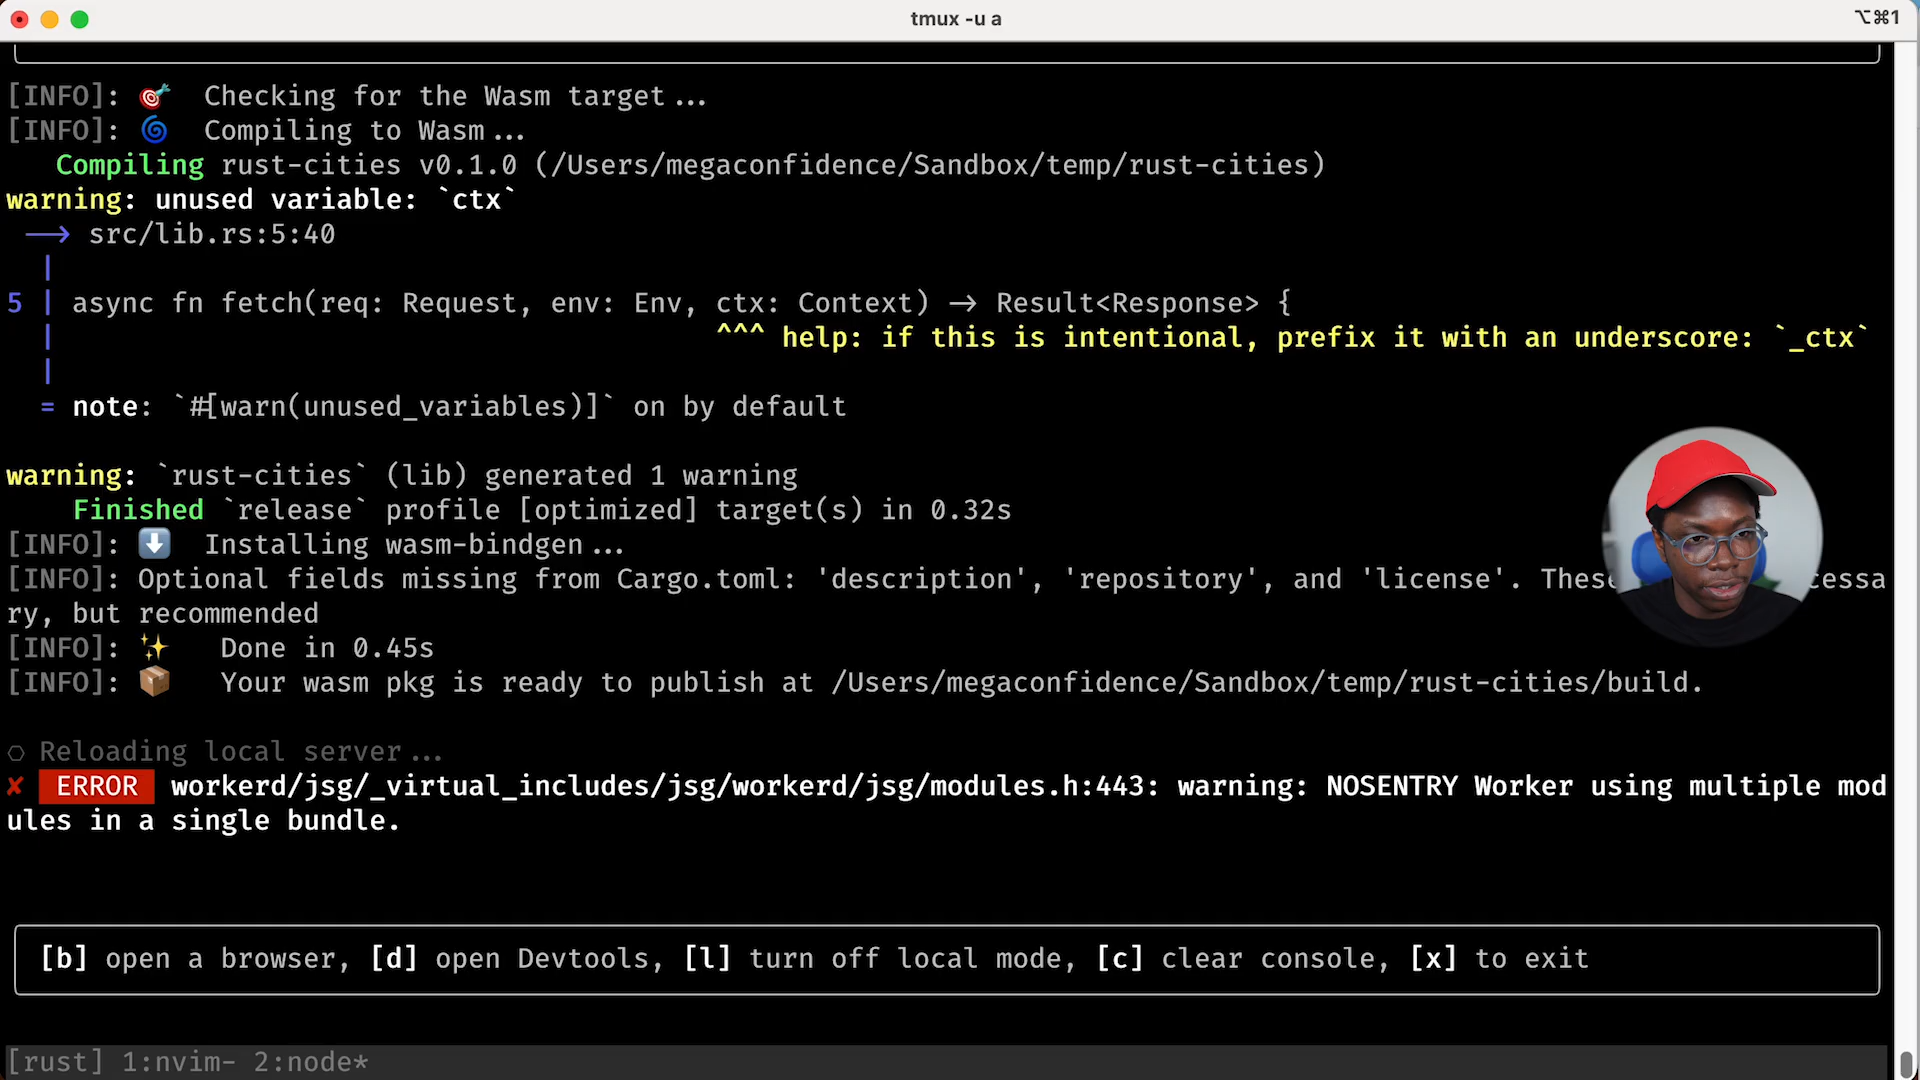 tmux -u a
⌥⌘1
[INFO]: 🎯 Checking for the Wasm target...
[INFO]: 🌀 Compiling to Wasm...
Compiling rust-cities v0.1.0 (/Users/megaconfidence/Sandbox/temp/rust-cities)
warning: unused variable: `ctx`
--> src/lib.rs:5:40
|
5 | async fn fetch(req: Request, env: Env, ctx: Context) -> Result<Response> {
| ^^^ help: if this is intentional, prefix it with an underscore: `_ctx`
|
= note: `#[warn(unused_variables)]` on by default
warning: `rust-cities` (lib) generated 1 warning
Finished `release` profile [optimized] target(s) in 0.32s
[INFO]: ⬇️ Installing wasm-bindgen...
[INFO]: Optional fields missing from Cargo.toml: 'description', 'repository', and 'license'. These cessa
ry, but recommended
[INFO]: ✨ Done in 0.45s
[INFO]: 📦 Your wasm pkg is ready to publish at /Users/megaconfidence/Sandbox/temp/rust-cities/build.
Reloading local server...
✘ ERROR workerd/jsg/_virtual_includes/jsg/workerd/jsg/modules.h:443: warning: NOSENTRY Worker using multiple mod
ules in a single bundle.
[b] open a browser, [d] open Devtools, [l] turn off local mode, [c] clear console, [x] to exit
[rust] 1:nvim- 2:node*